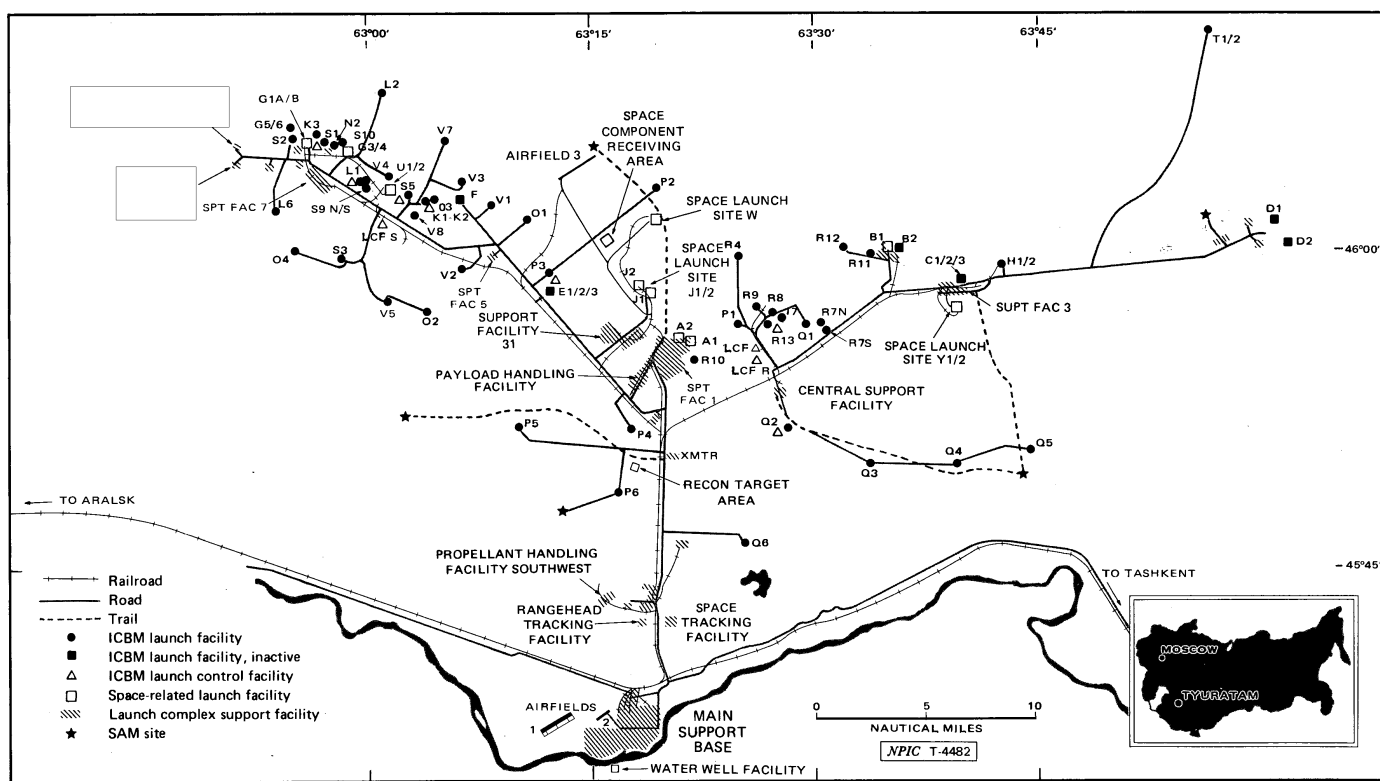 63°00'
63°15'
63°30'
63°45'
T1/2
L2
G1A/B
G5/6
K3
S1
N2
S10
S2
G3/4
V7
SPACE
COMPONENT
RECEIVING
AREA
AIRFIELD 3
V4
U1/2
L1
S5
V3
F
P2
SPT FAC 7
L6
S9 N/S
O3
K1-K2
V1
O1
V8
LCF S
SPACE LAUNCH
SITE W
D1
D2
46°00'
O4
S3
V2
SPT
FAC 5
P3
E1/2/3
J2
J1
SPACE
LAUNCH
SITE
J1/2
R4
R12
R11
B1
B2
C1/2/3
H1/2
V5
O2
SUPPORT
FACILITY
31
A2
A1
R10
P1
R9
R8
I7
R13
Q1
R7N
R7S
LCF
LCF R
SUPT FAC 3
SPACE LAUNCH
SITE Y1/2
PAYLOAD HANDLING
FACILITY
SPT
FAC 1
CENTRAL SUPPORT
FACILITY
P5
P4
Q2
Q3
Q4
Q5
XMTR
RECON TARGET
AREA
P6
TO ARALSK
Q6
PROPELLANT HANDLING
FACILITY SOUTHWEST
45°45'
TO TASHKENT
RANGEHEAD
TRACKING
FACILITY
SPACE
TRACKING
FACILITY
Railroad
Road
Trail
ICBM launch facility
ICBM launch facility, inactive
ICBM launch control facility
Space-related launch facility
Launch complex support facility
SAM site
AIRFIELDS
1
2
MAIN
SUPPORT
BASE
WATER WELL FACILITY
0
5
10
NAUTICAL MILES
NPIC T-4482
MOSCOW
TYURATAM